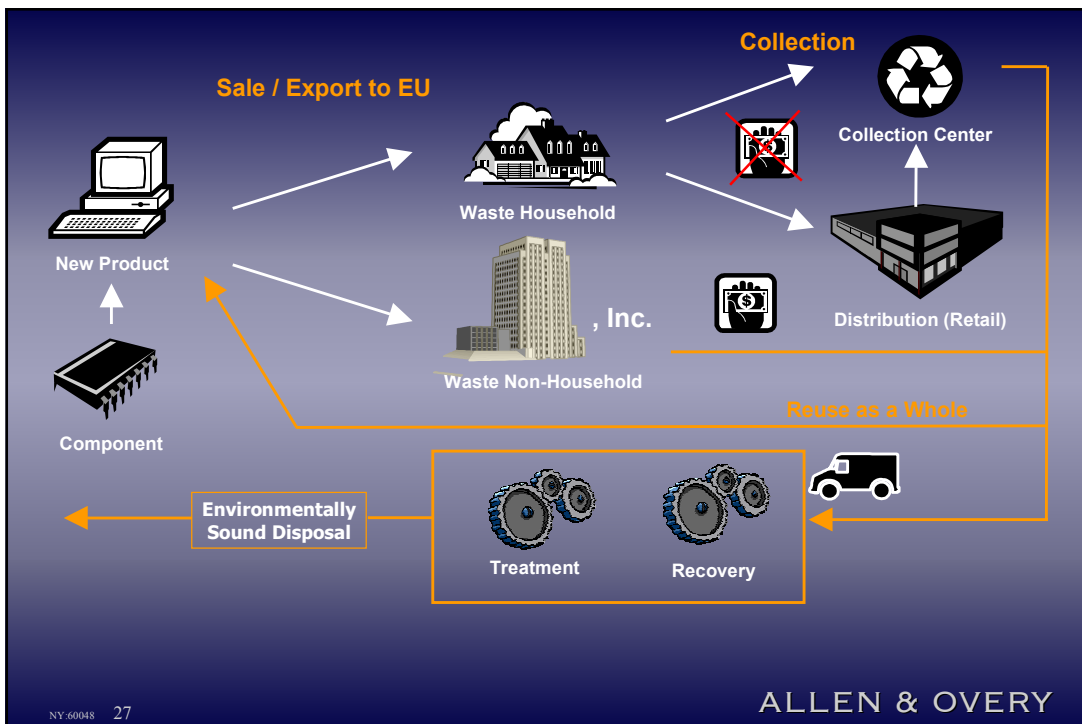 Collection
Sale / Export to EU
Collection Center
Waste Household
New Product
, Inc.
Distribution (Retail)
Waste Non-Household
Reuse as a Whole
Component
Environmentally
Sound Disposal
Treatment
Recovery
NY:60048 27
ALLEN & OVERY